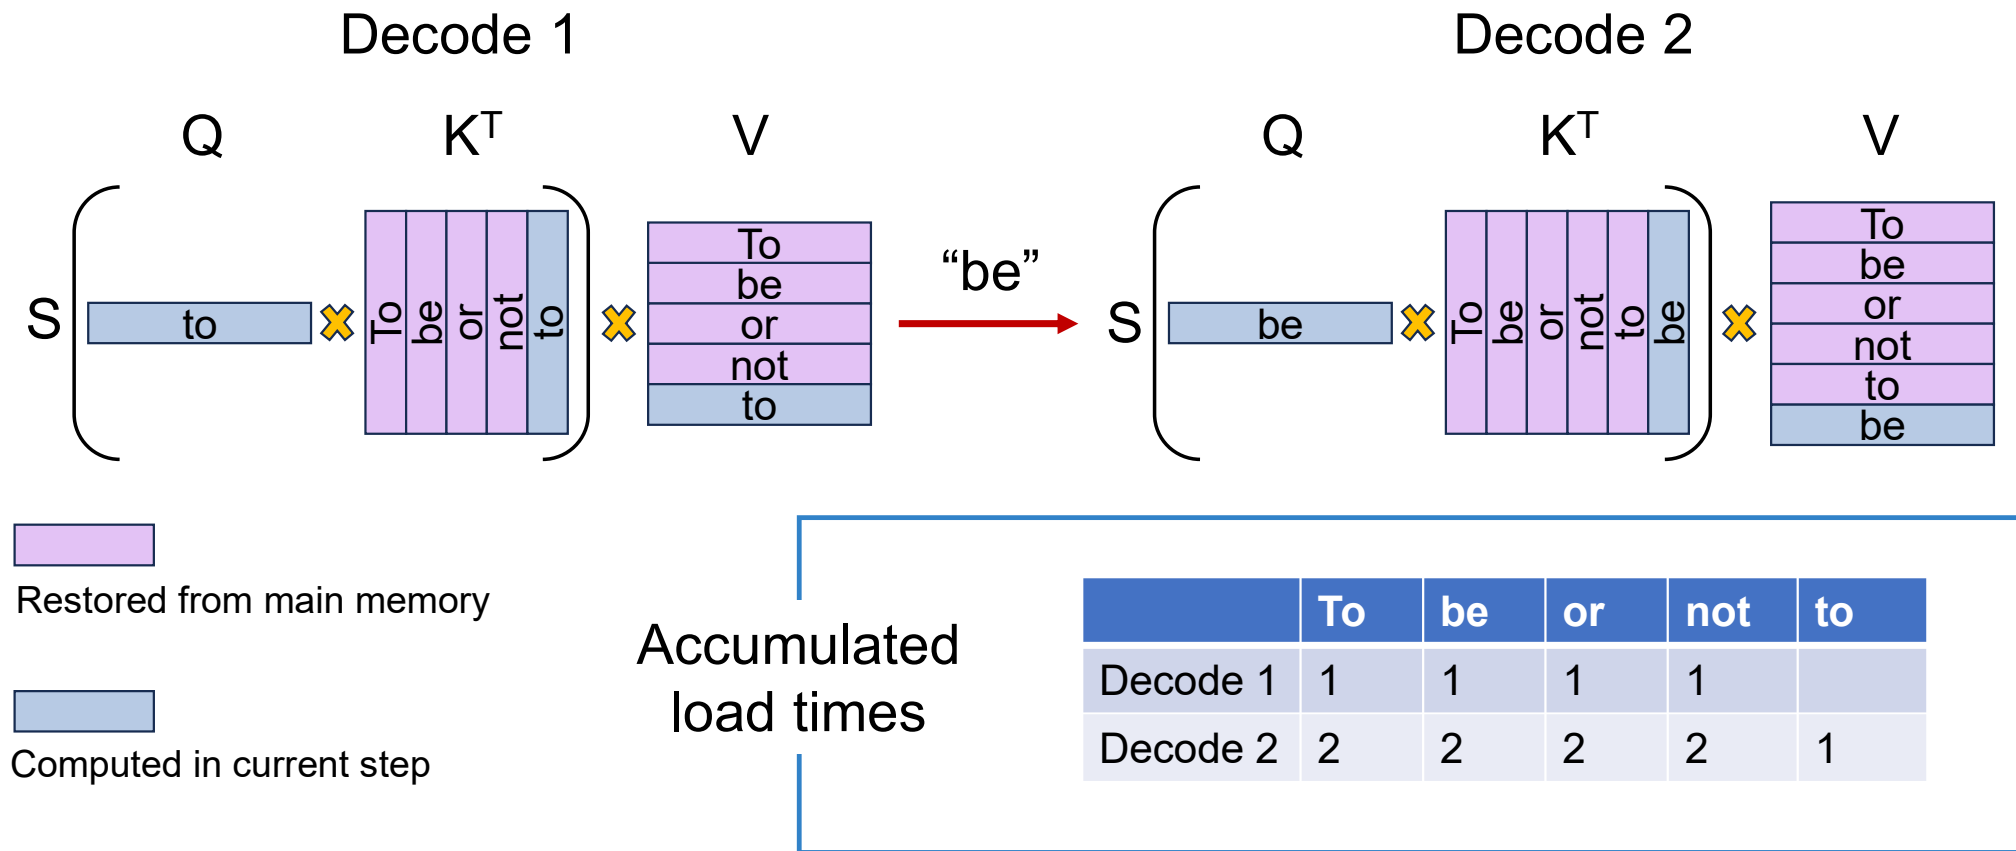 Decode 1
Q K^T V
S
to
To be or not to
To
be
or
not
to
“be”
Decode 2
Q K^T V
S
be
To be or not to be
To
be
or
not
to
be
Restored from main memory
Computed in current step
Accumulated
load times
To be or not to
Decode 1 1 1 1 1
Decode 2 2 2 2 2 1